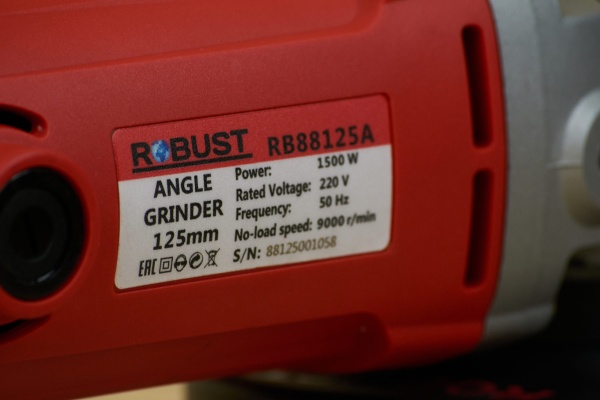 ROBUST
RB88125A
ANGLE
GRINDER
125mm
EAC
Power: 1500 W
Rated Voltage: 220 V
Frequency: 50 Hz
No-load speed: 9000 r/min
S/N: 88125001058